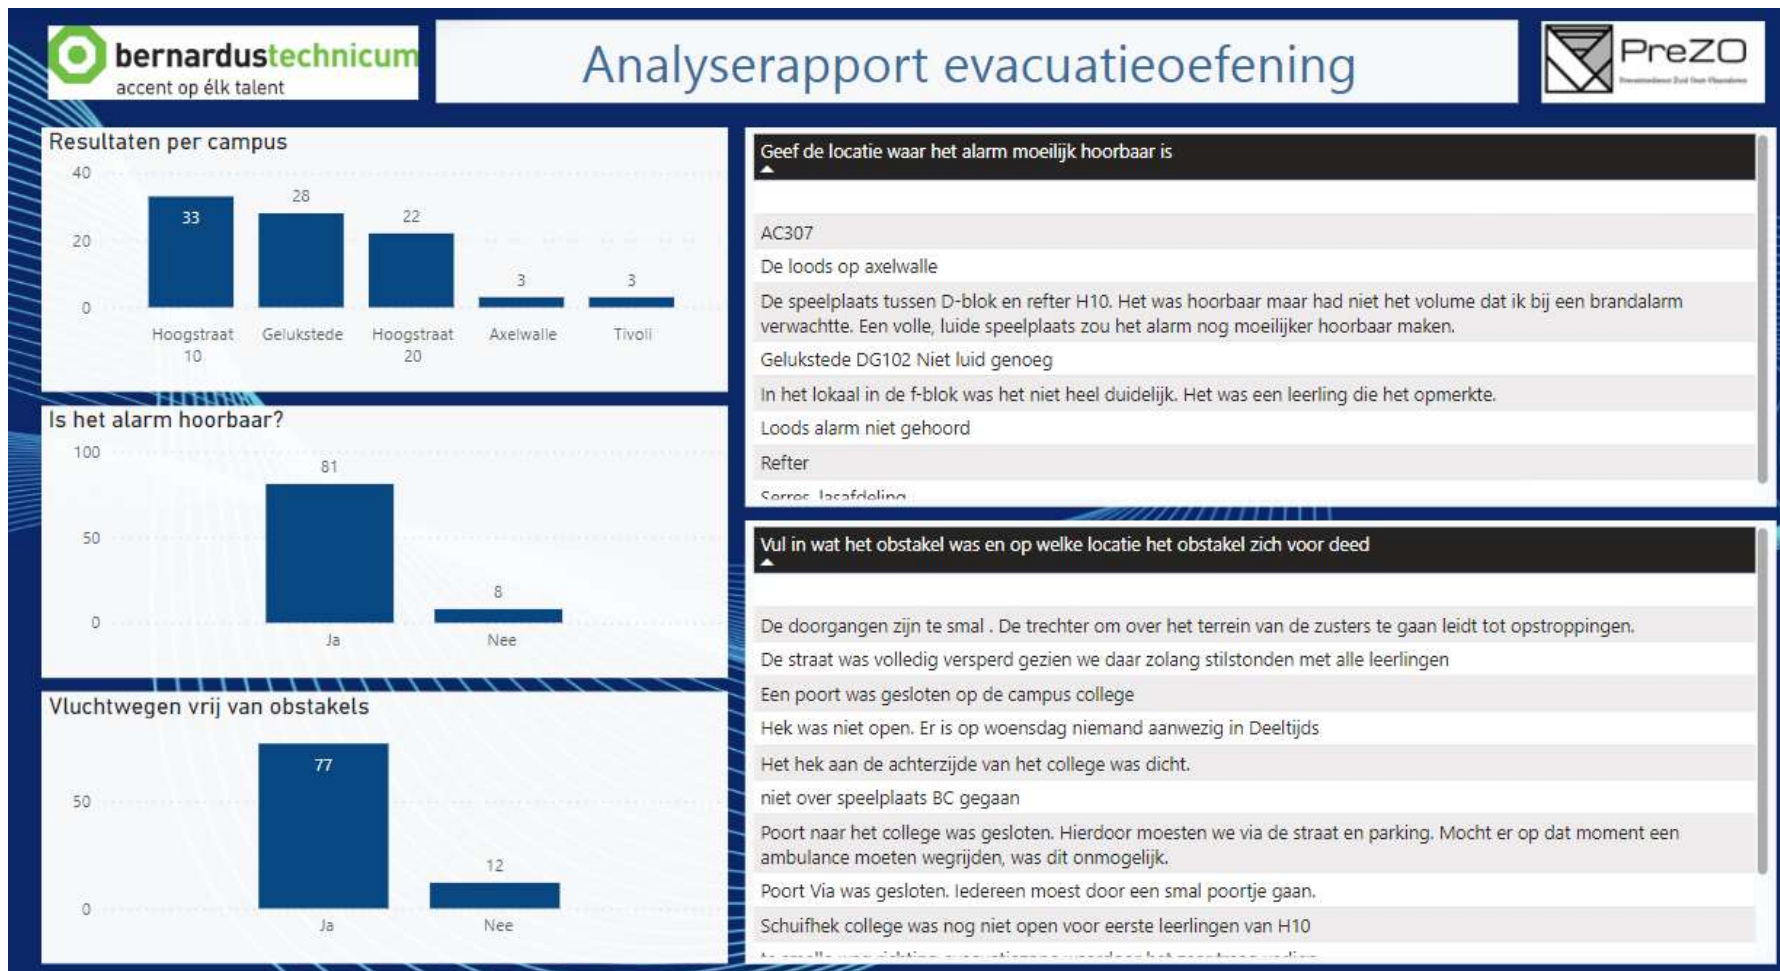 bernardustechnicum
accent op élk talent
Analyserapport evacuatieoefening
PreZO
Preventiedienst Zuid Oost-Vlaanderen
Resultaten per campus
40
20
0
33
28
22
3
3
Hoogstraat 10
Gelukstede
Hoogstraat 20
Axelwalle
Tivoli
Is het alarm hoorbaar?
100
50
0
81
8
Ja
Nee
Vluchtwegen vrij van obstakels
50
0
77
12
Ja
Nee
Geef de locatie waar het alarm moeilijk hoorbaar is
AC307
De loods op axelwalle
De speelplaats tussen D-blok en refter H10. Het was hoorbaar maar had niet het volume dat ik bij een brandalarm
verwachtte. Een volle, luide speelplaats zou het alarm nog moeilijker hoorbaar maken.
Gelukstede DG102 Niet luid genoeg
In het lokaal in de f-blok was het niet heel duidelijk. Het was een leerling die het opmerkte.
Loods alarm niet gehoord
Refter
Serres, lasafdeling
Vul in wat het obstakel was en op welke locatie het obstakel zich voor deed
De doorgangen zijn te smal . De trechter om over het terrein van de zusters te gaan leidt tot opstroppingen.
De straat was volledig versperd gezien we daar zolang stilstonden met alle leerlingen
Een poort was gesloten op de campus college
Hek was niet open. Er is op woensdag niemand aanwezig in Deeltijds
Het hek aan de achterzijde van het college was dicht.
niet over speelplaats BC gegaan
Poort naar het college was gesloten. Hierdoor moesten we via de straat en parking. Mocht er op dat moment een
ambulance moeten wegrijden, was dit onmogelijk.
Poort Via was gesloten. Iedereen moest door een smal poortje gaan.
Schuifhek college was nog niet open voor eerste leerlingen van H10